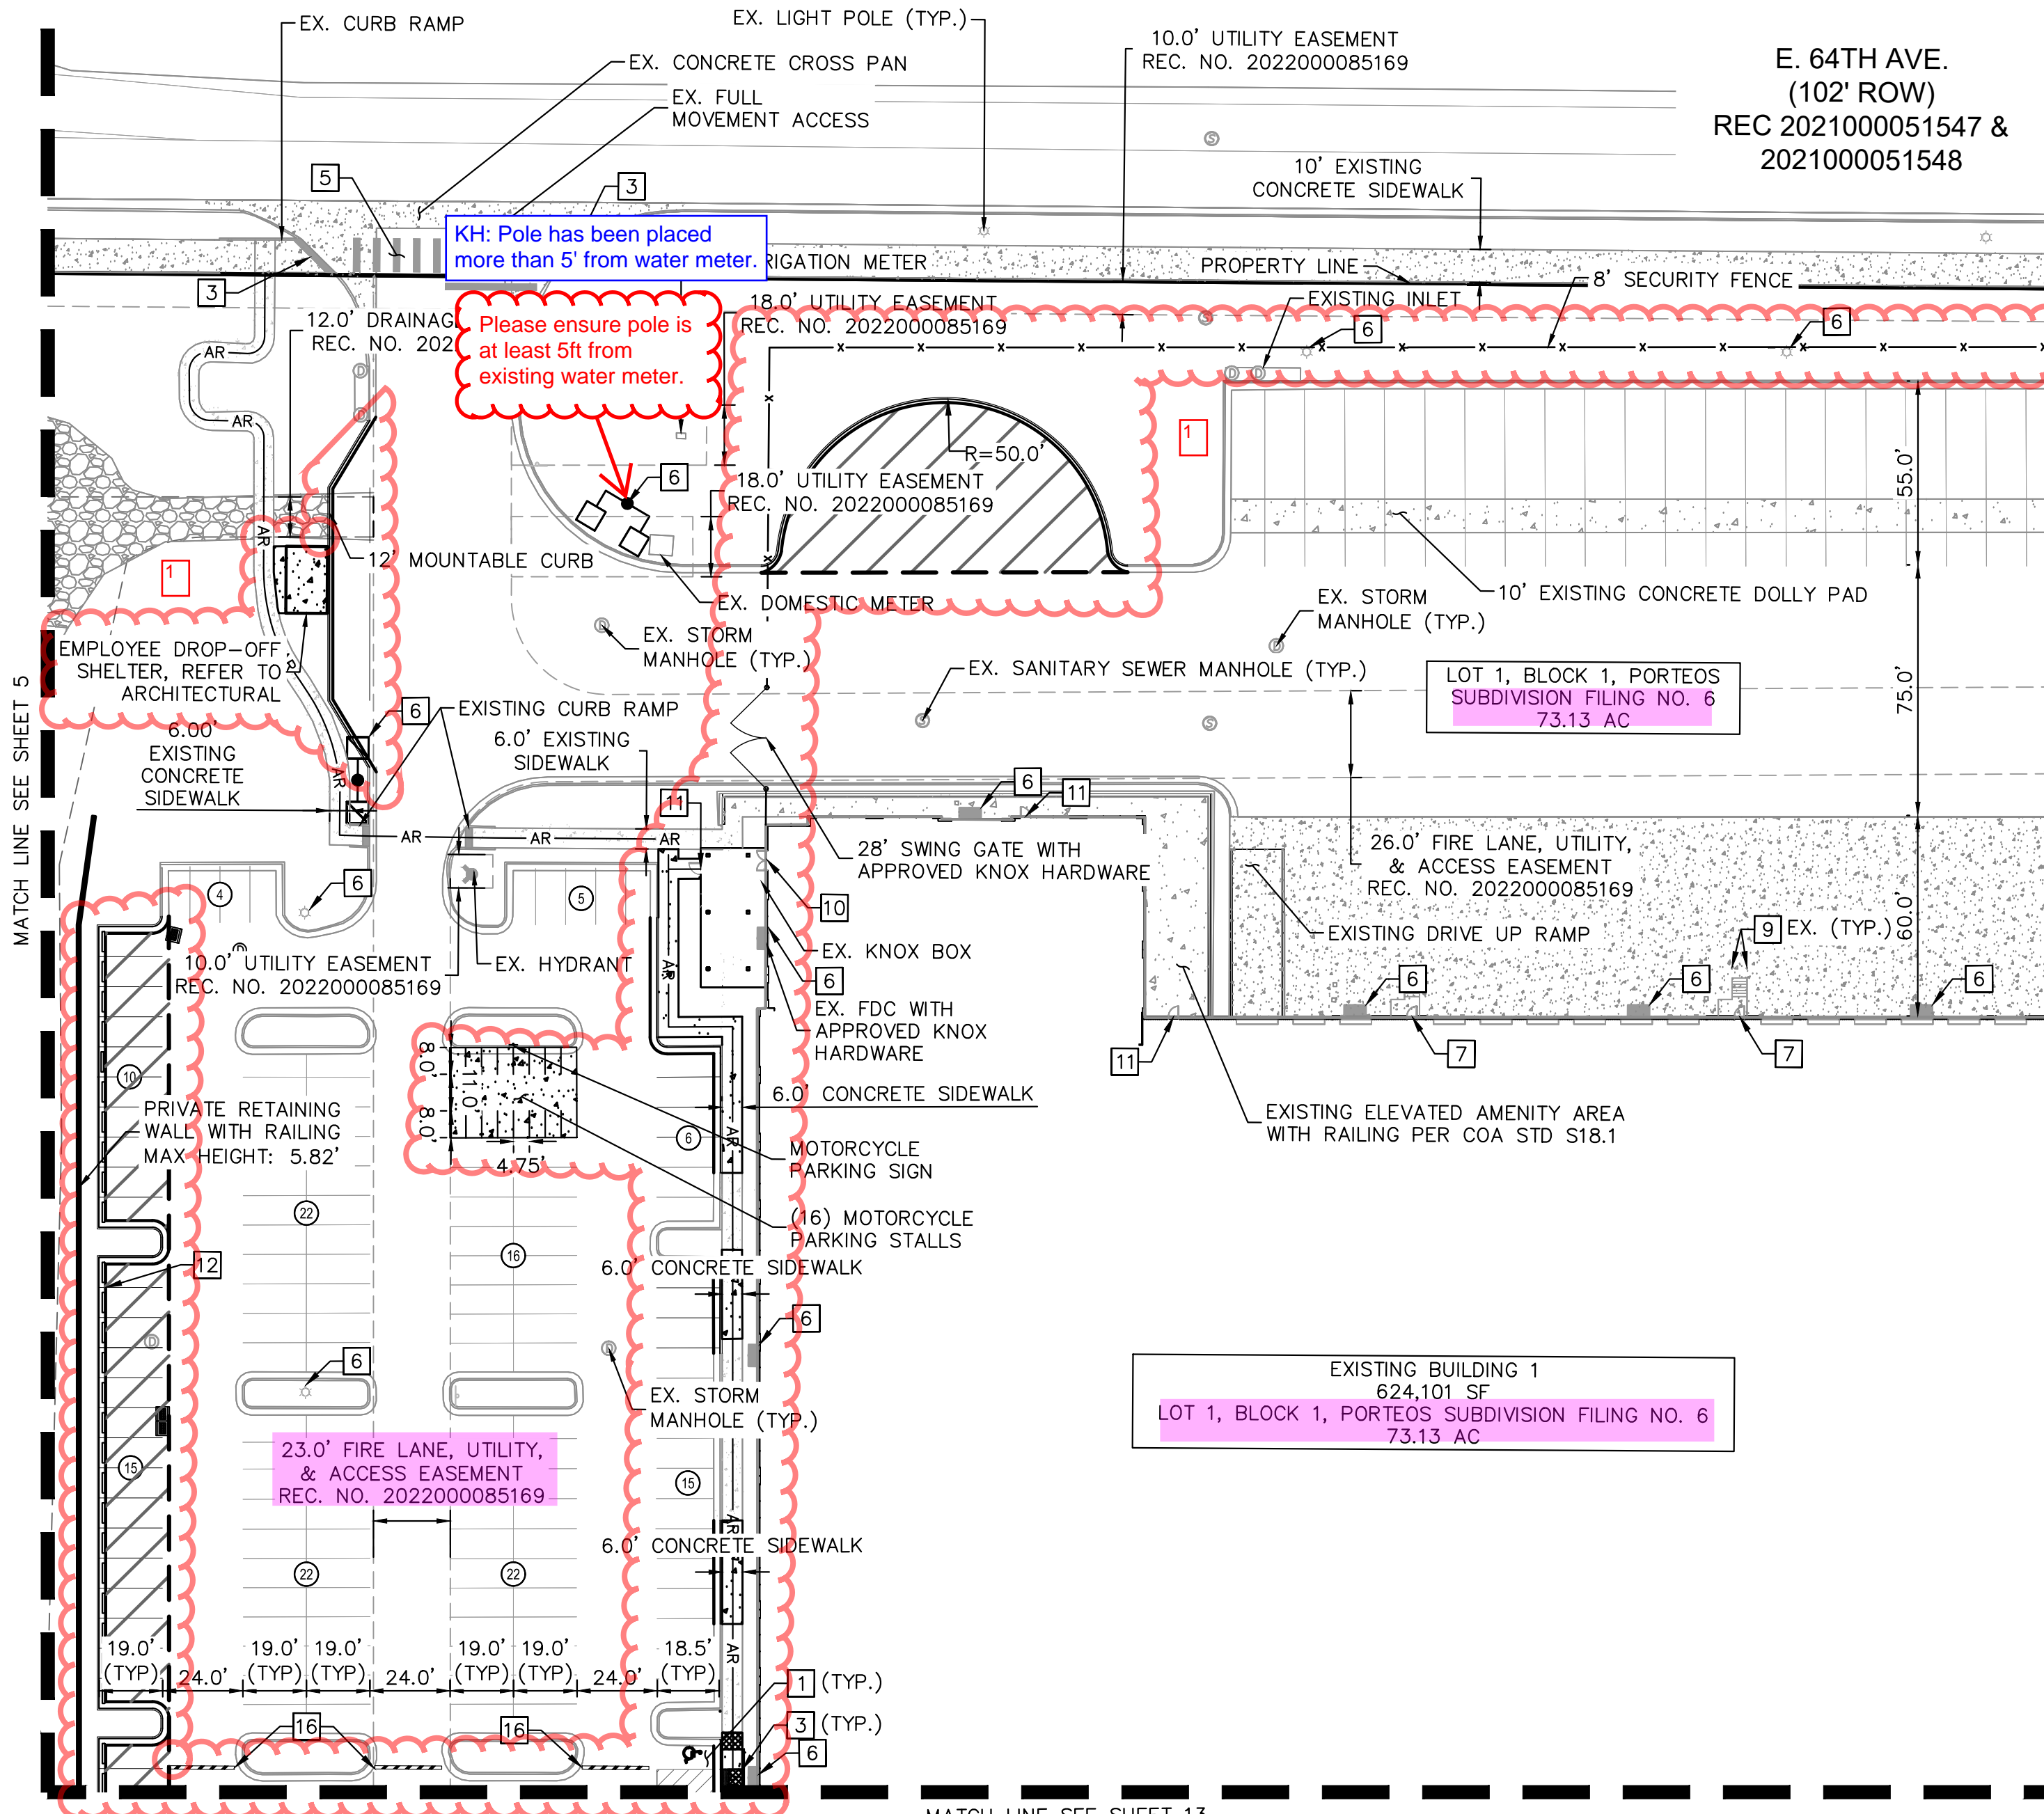 EX. CURB RAMP
EX. LIGHT POLE (TYP.)
10.0' UTILITY EASEMENT
REC. NO. 2022000085169
E. 64TH AVE.
(102' ROW)
REC 2021000051547 &
2021000051548
EX. CONCRETE CROSS PAN
EX. FULL
MOVEMENT ACCESS
10' EXISTING
CONCRETE SIDEWALK
5
3
KH: Pole has been placed
more than 5' from water meter.
RIGATION METER
PROPERTY LINE
8' SECURITY FENCE
3
EXISTING INLET
18.0' UTILITY EASEMENT
REC. NO. 2022000085169
12.0' DRAINAG
REC. NO. 202
Please ensure pole is
at least 5ft from
existing water meter.
6
6
AR
AR
1
R=50.0'
55.0'
6
18.0' UTILITY EASEMENT
REC. NO. 2022000085169
AR
12' MOUNTABLE CURB
1
10' EXISTING CONCRETE DOLLY PAD
EX. DOMESTIC METER
EX. STORM
MANHOLE (TYP.)
EX. STORM
MANHOLE (TYP.)
EMPLOYEE DROP-OFF
SHELTER, REFER TO
ARCHITECTURAL
EX. SANITARY SEWER MANHOLE (TYP.)
LOT 1, BLOCK 1, PORTEOS
SUBDIVISION FILING NO. 6
73.13 AC
75.0'
MATCH LINE SEE SHEET 5
6
EXISTING CURB RAMP
6.00'
EXISTING
CONCRETE
SIDEWALK
6.0' EXISTING
SIDEWALK
AR
11
6
11
AR
AR
AR
28' SWING GATE WITH
APPROVED KNOX HARDWARE
26.0' FIRE LANE, UTILITY,
& ACCESS EASEMENT
REC. NO. 2022000085169
4
6
5
10
60.0'
EXISTING DRIVE UP RAMP
9
EX. (TYP.)
10.0' UTILITY EASEMENT
REC. NO. 2022000085169
EX. HYDRANT
EX. KNOX BOX
6
AR
EX. FDC WITH
APPROVED KNOX
HARDWARE
6
6
6
11
7
7
8.0'
11.0'
8.0'
4.75'
10
6.0' CONCRETE SIDEWALK
PRIVATE RETAINING
WALL WITH RAILING
MAX HEIGHT: 5.82'
6
AR
MOTORCYCLE
PARKING SIGN
EXISTING ELEVATED AMENITY AREA
WITH RAILING PER COA STD S18.1
22
16
(16) MOTORCYCLE
PARKING STALLS
12
6.0' CONCRETE SIDEWALK
6
6
EX. STORM
MANHOLE (TYP.)
EXISTING BUILDING 1
624,101 SF
LOT 1, BLOCK 1, PORTEOS SUBDIVISION FILING NO. 6
73.13 AC
23.0' FIRE LANE, UTILITY,
& ACCESS EASEMENT
REC. NO. 2022000085169
15
15
AR
6.0' CONCRETE SIDEWALK
22
22
19.0'
(TYP)
24.0'
19.0'
(TYP)
19.0'
(TYP)
24.0'
19.0'
(TYP)
19.0'
(TYP)
24.0'
18.5'
(TYP)
AR
1 (TYP.)
16
16
3 (TYP.)
6
MATCH LINE SEE SHEET 13